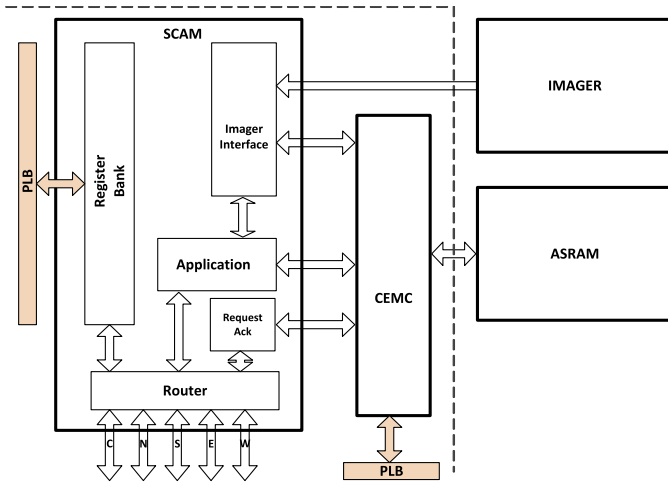 SCAM
IMAGER
Imager
Interface
PLB
Register
Bank
Application
ASRAM
CEMC
Request
Ack
Router
C N S E W
PLB